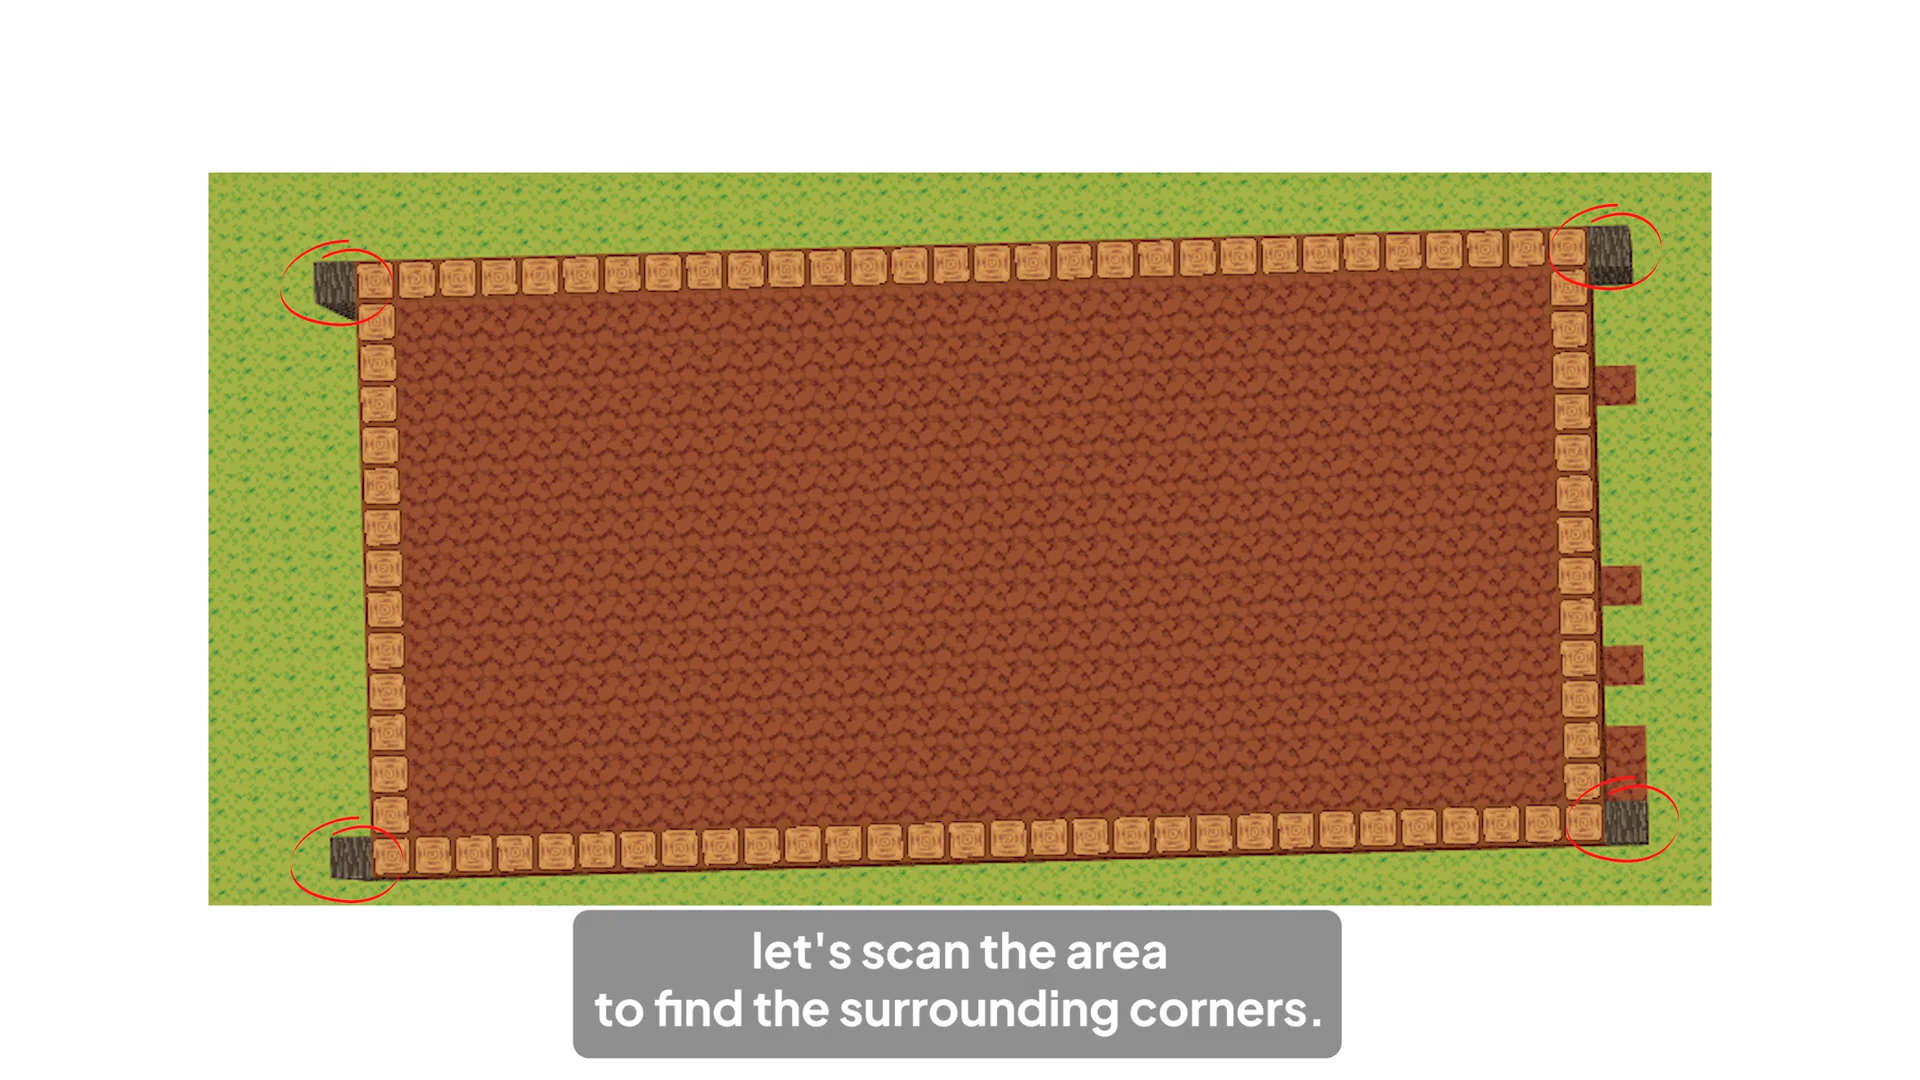 let's scan the area
to find the surrounding corners.